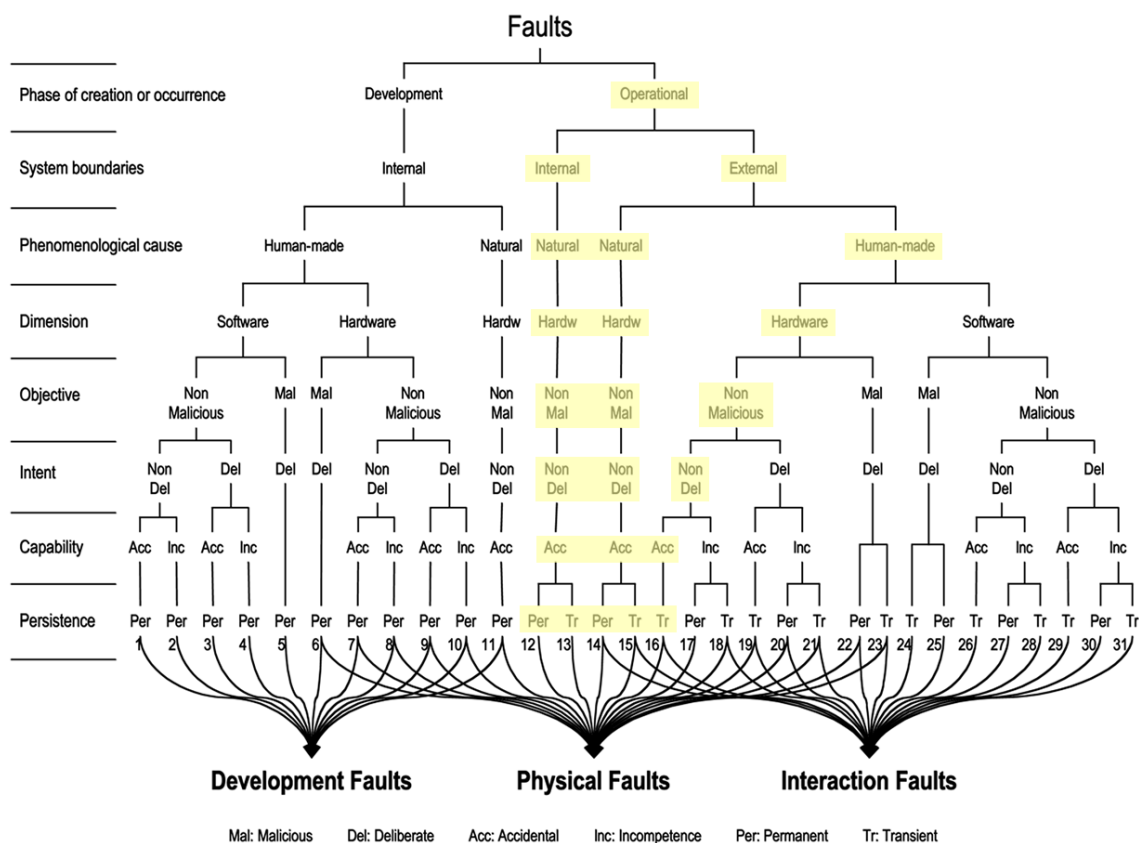 Faults
Phase of creation or occurrence Development Operational
System boundaries Internal Internal External
Phenomenological cause Human-made Natural Natural Natural Human-made
Dimension Software Hardware Hardw Hardw Hardw Hardware Software
Objective Non Mal Mal Non Non Non Non Non Mal Mal Non
Malicious Malicious Mal Mal Mal Malicious Malicious
Intent Non Del Del Del Non Del Non Non Non Non Del Del Del Non Del
Del Del Del Del Del Del Del
Capability Acc Inc Acc Inc Acc Inc Acc Inc Acc Acc Acc Acc Inc Acc Inc Acc Inc Acc Inc
Persistence Per Per Per Per Per Per Per Per Per Per Per Per Tr Per Tr Tr Per Tr Tr Per Tr Per Tr Tr Per Tr Per Tr Tr Per Tr
1 2 3 4 5 6 7 8 9 10 11 12 13 14 15 16 17 18 19 20 21 22 23 24 25 26 27 28 29 30 31
Development Faults Physical Faults Interaction Faults
Mal: Malicious Del: Deliberate Acc: Accidental Inc: Incompetence Per: Permanent Tr: Transient